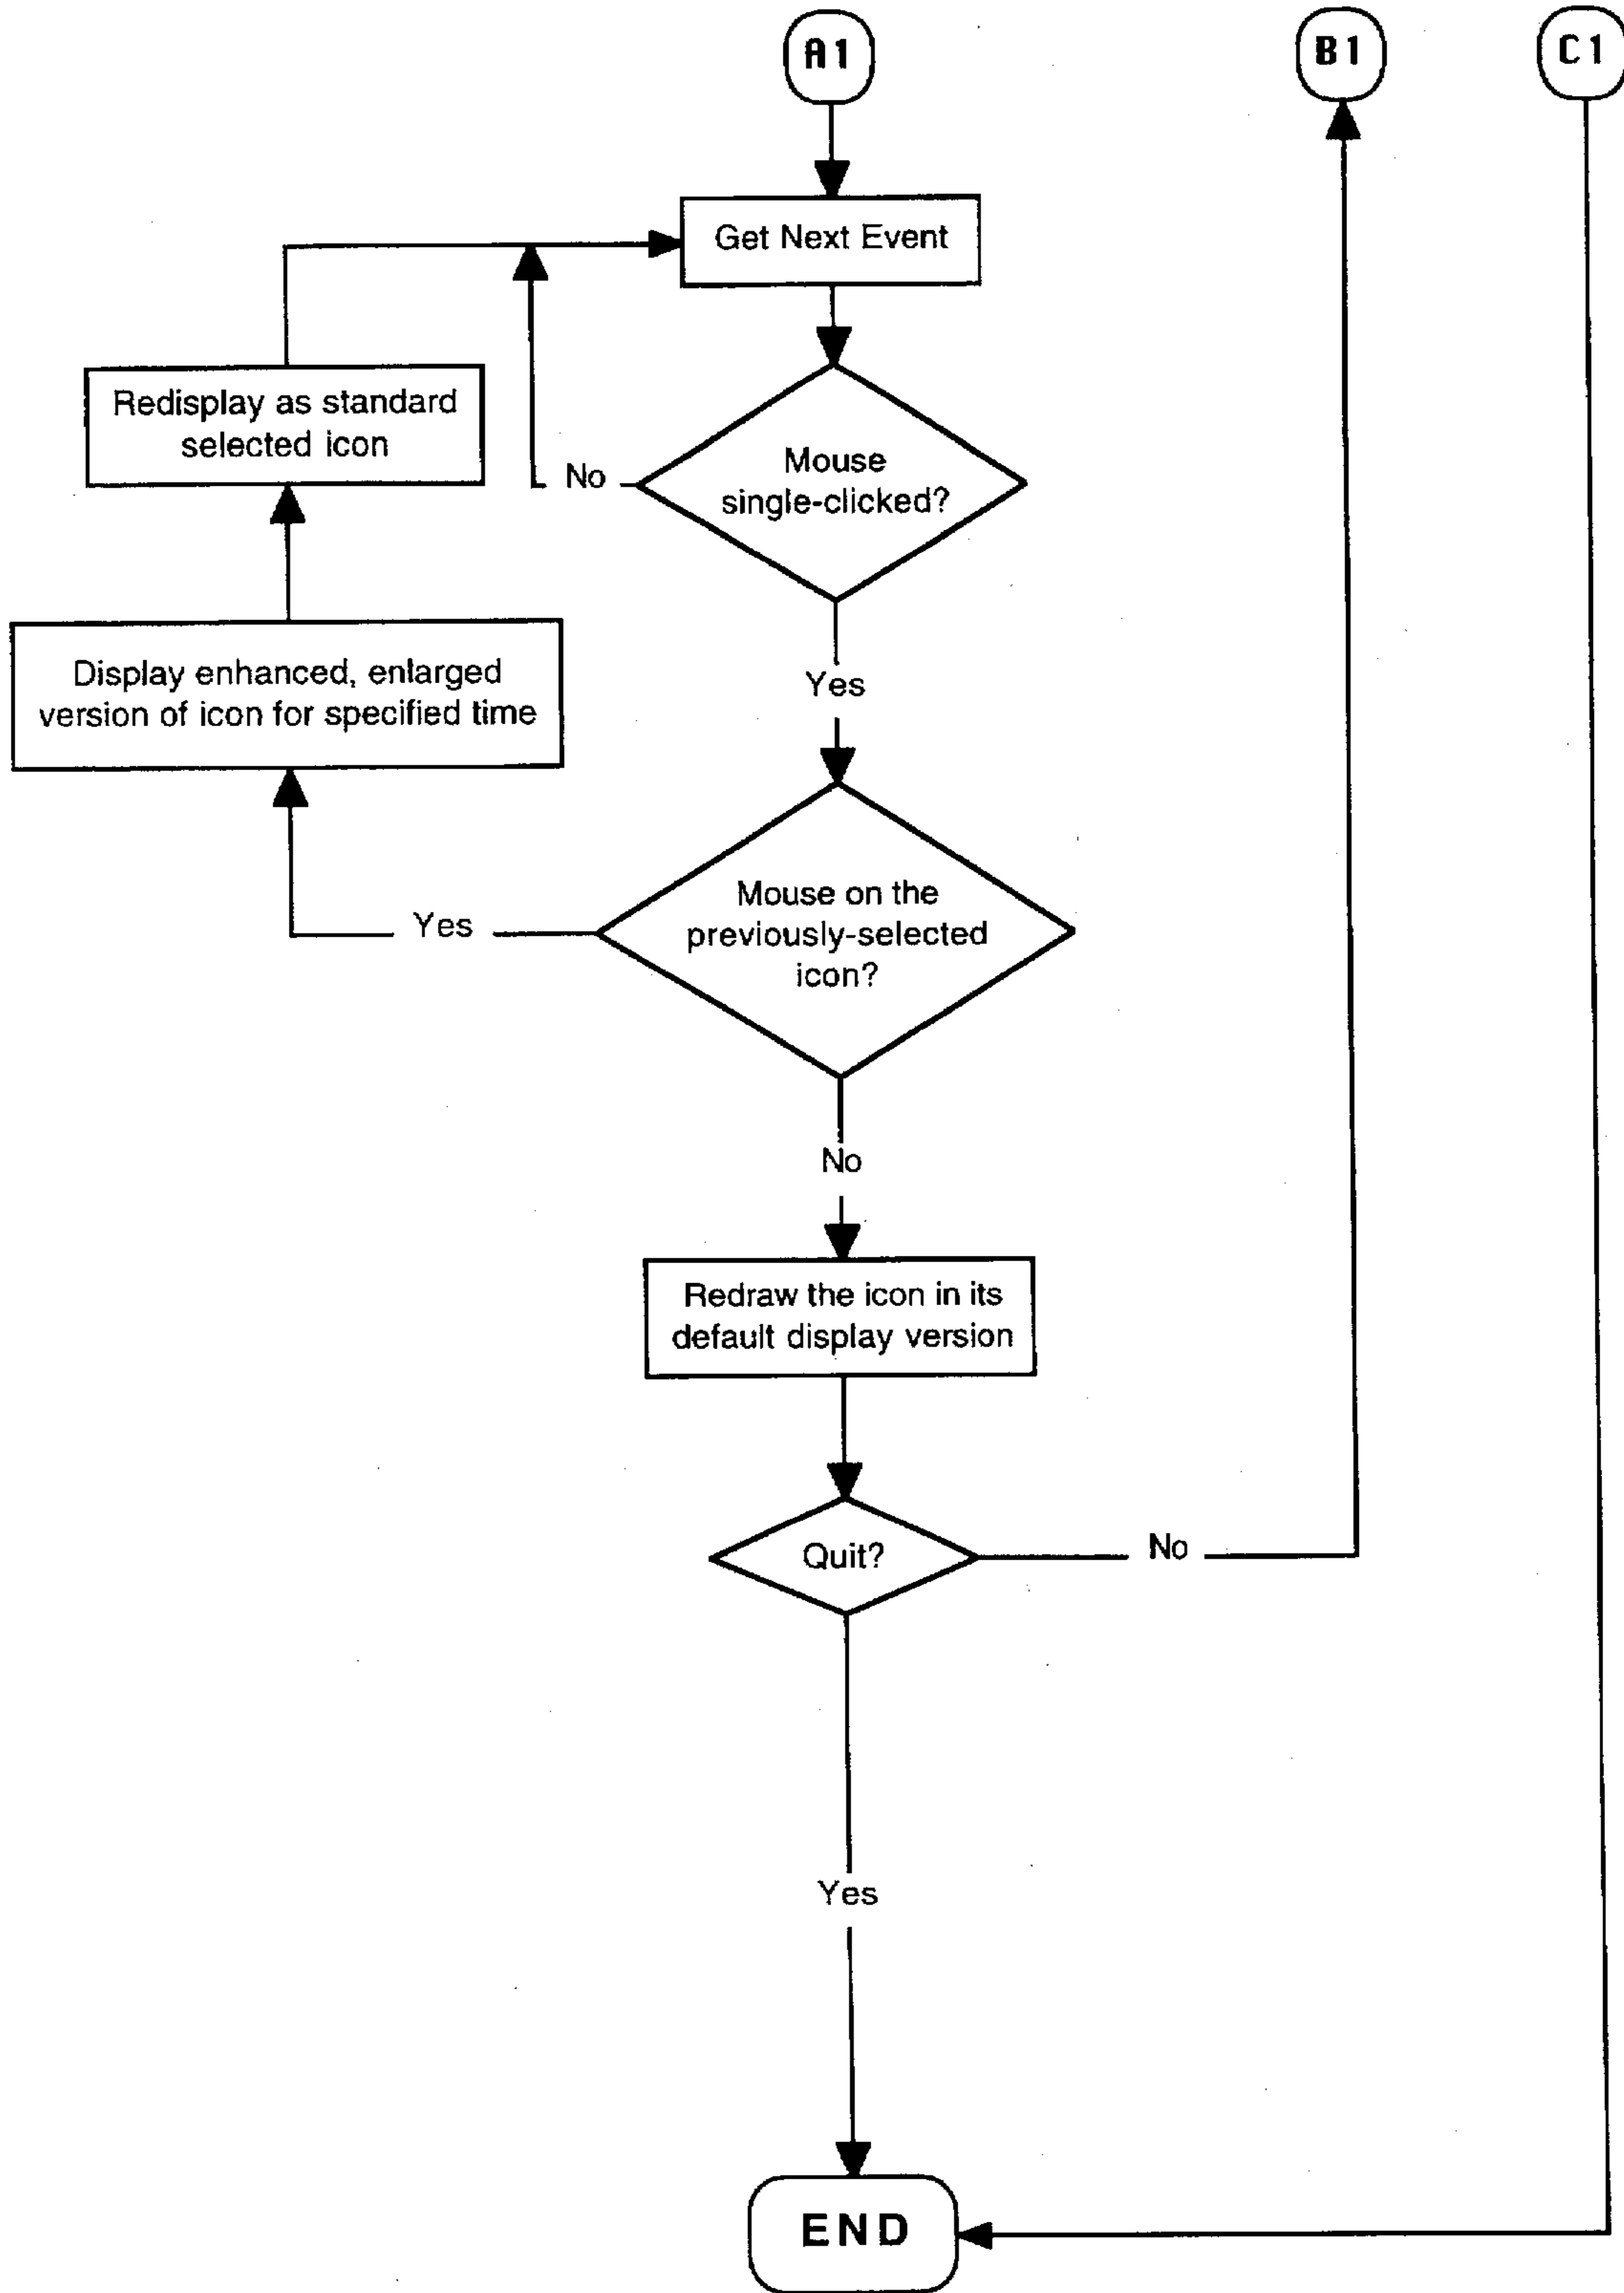 A1
B1
C1
Get Next Event
Redisplay as standard
selected icon
Mouse
single-clicked?
No
Display enhanced, enlarged
version of icon for specified time
Yes
Mouse on the
previously-selected
icon?
Yes
No
Redraw the icon in its
default display version
Quit?
No
Yes
END